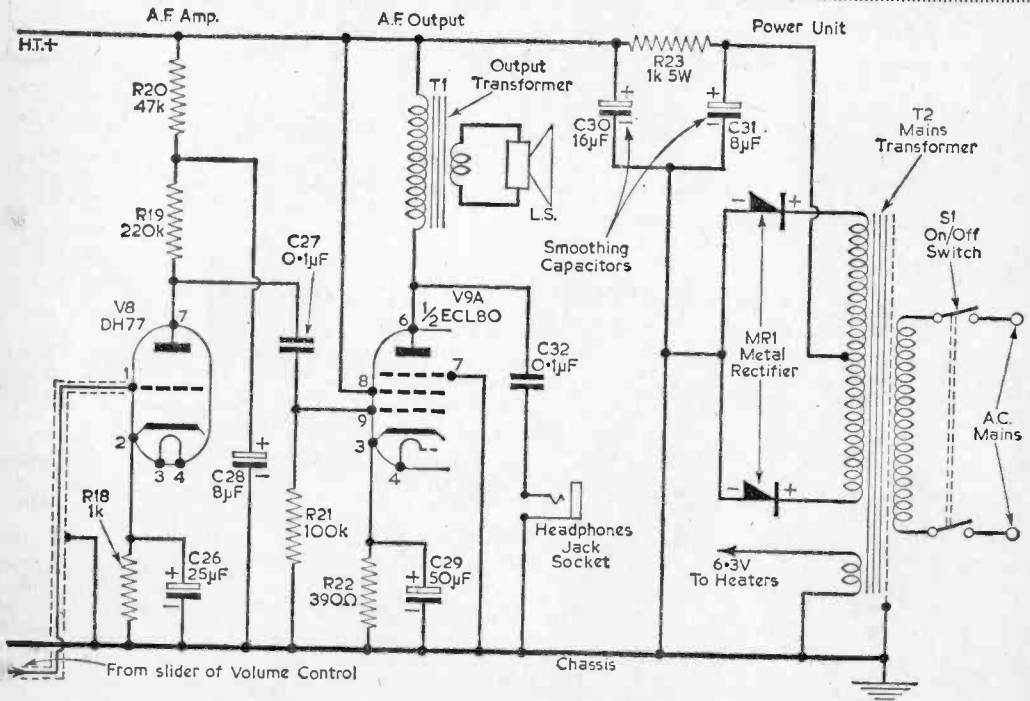 A.F. Amp.
A.F. Output
Power Unit
H.T.+
R20
47k
T1
Output
Transformer
R23
1k 5W
+
-
C30
16µF
+
-
C31
8µF
T2
Mains
Transformer
R19
220k
L.S.
Smoothing
Capacitors
-
+
S1
On/Off
Switch
C27
0·1µF
V8
DH77
7
V9A
½ ECL80
6
C32
0·1µF
MR1
Metal
Rectifier
A.C.
Mains
1
2
3
4
8
9
7
3
4
+
-
C28
8µF
-
+
R18
1k
R21
100k
Headphones
Jack
Socket
6·3V
To Heaters
+
-
C26
25µF
R22
390Ω
+
-
C29
50µF
Chassis
From slider of Volume Control